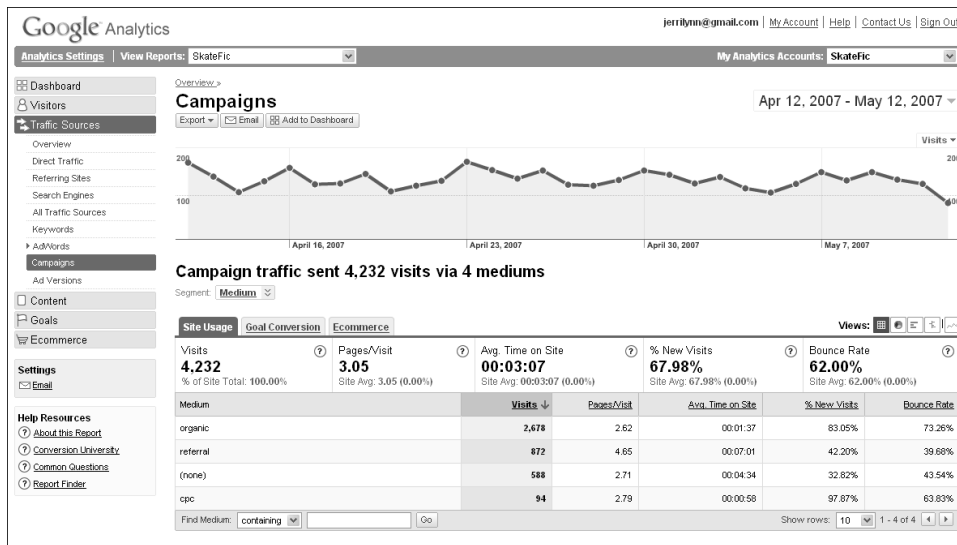 Google Analytics
jerrilynn@gmail.com | My Account | Help | Contact Us | Sign Out
Analytics Settings | View Reports: SkateFic
My Analytics Accounts: SkateFic
Dashboard
Visitors
Traffic Sources
Overview
Direct Traffic
Referring Sites
Search Engines
All Traffic Sources
Keywords
AdWords
Campaigns
Ad Versions
Content
Goals
Ecommerce
Settings
Email
Help Resources
About this Report
Conversion University
Common Questions
Report Finder
Overview »
Campaigns
Apr 12, 2007 - May 12, 2007
Export Email Add to Dashboard
Visits
200 200
100 100
April 16, 2007 April 23, 2007 April 30, 2007 May 7, 2007
Campaign traffic sent 4,232 visits via 4 mediums
Segment: Medium
Site Usage Goal Conversion Ecommerce Views:
Visits Pages/Visit Avg. Time on Site % New Visits Bounce Rate
4,232 3.05 00:03:07 67.98% 62.00%
% of Site Total: 100.00% Site Avg: 3.05 (0.00%) Site Avg: 00:03:07 (0.00%) Site Avg: 67.98% (0.00%) Site Avg: 62.00% (0.00%)
Medium Visits Pages/Visit Avg. Time on Site % New Visits Bounce Rate
organic 2,678 2.62 00:01:37 83.05% 73.26%
referral 872 4.65 00:07:01 42.20% 39.68%
(none) 588 2.71 00:04:34 32.82% 43.54%
cpc 94 2.79 00:00:58 97.87% 63.83%
Find Medium: containing Go Show rows: 10 1 - 4 of 4